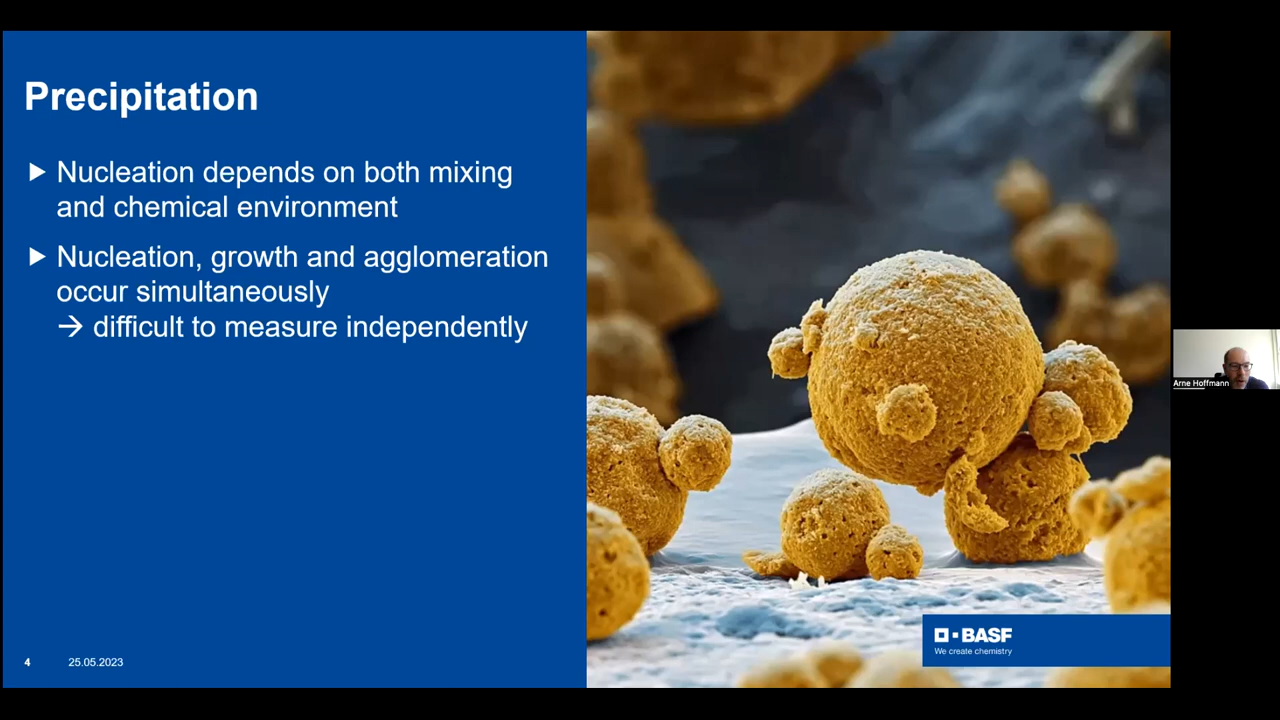 Precipitation
Nucleation depends on both mixing
and chemical environment
Nucleation, growth and agglomeration
occur simultaneously
→ difficult to measure independently
4
25.05.2023
BASF
We create chemistry
Arne Hoffmann